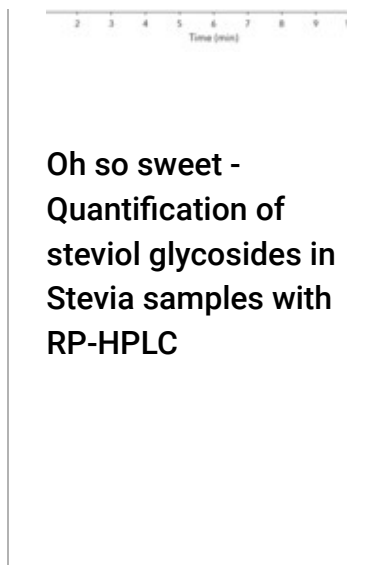 2 3 4 5 6 7 8 9
Time (min)
Oh so sweet -
Quantification of
steviol glycosides in
Stevia samples with
RP-HPLC